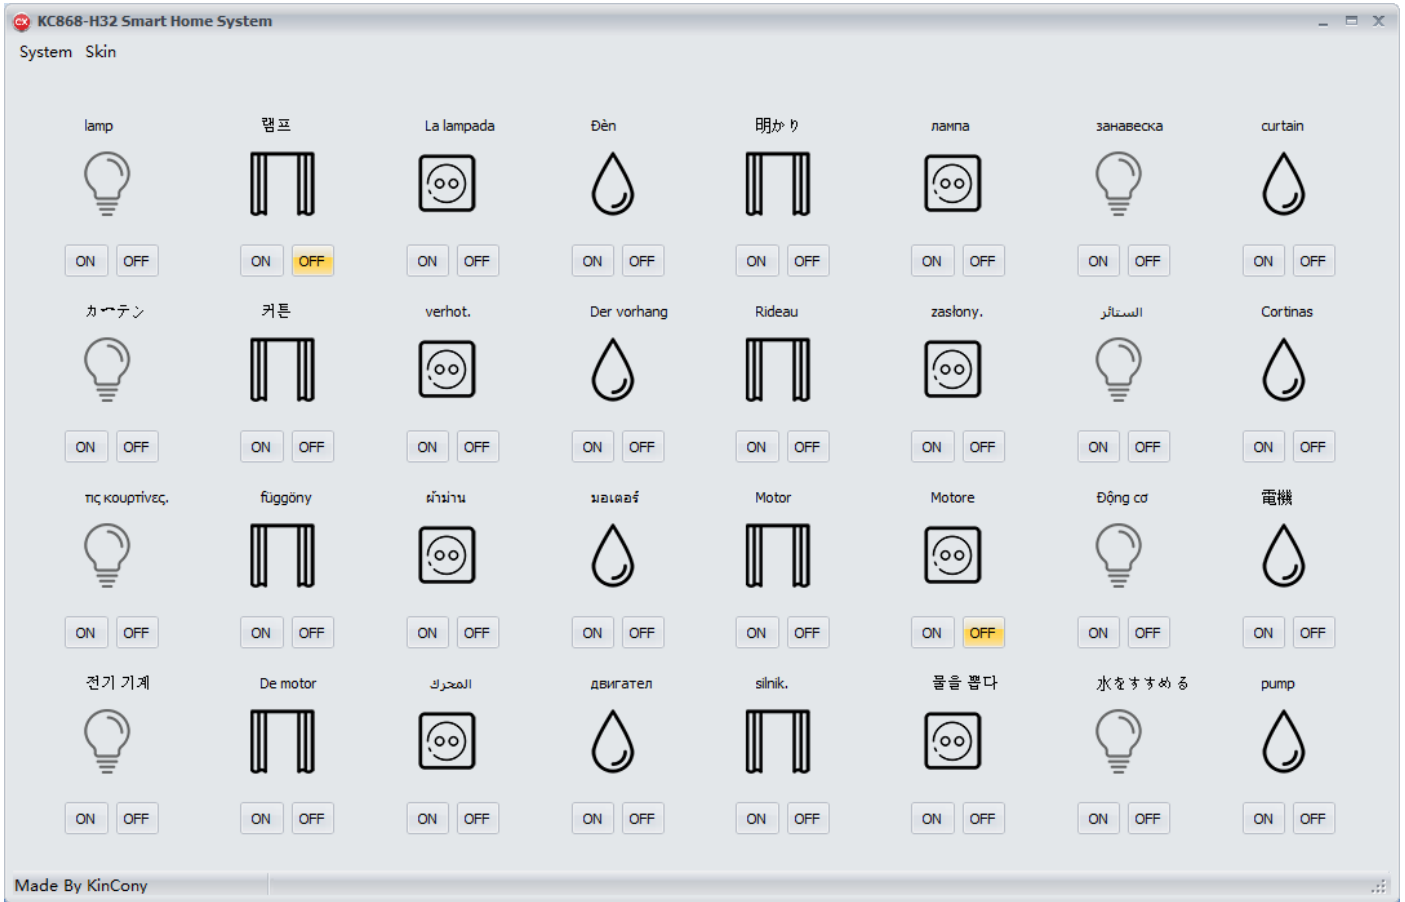 KC868-H32 Smart Home System
System Skin
lamp 램프 La lampada Đèn 明かり лампа занавеска curtain
ON OFF ON OFF ON OFF ON OFF ON OFF ON OFF ON OFF ON OFF
カーテン 커튼 verhot. Der vorhang Rideau zasłony. الستائر Cortinas
ON OFF ON OFF ON OFF ON OFF ON OFF ON OFF ON OFF ON OFF
τις κουρτίνες. függöny ผ้าม่าน มอเตอร์ Motor Motore Động cơ 電機
ON OFF ON OFF ON OFF ON OFF ON OFF ON OFF ON OFF ON OFF
전기 기계 De motor المحرك двигател silnik. 물을 뽑다 水をすすめる pump
ON OFF ON OFF ON OFF ON OFF ON OFF ON OFF ON OFF ON OFF
Made By KinCony